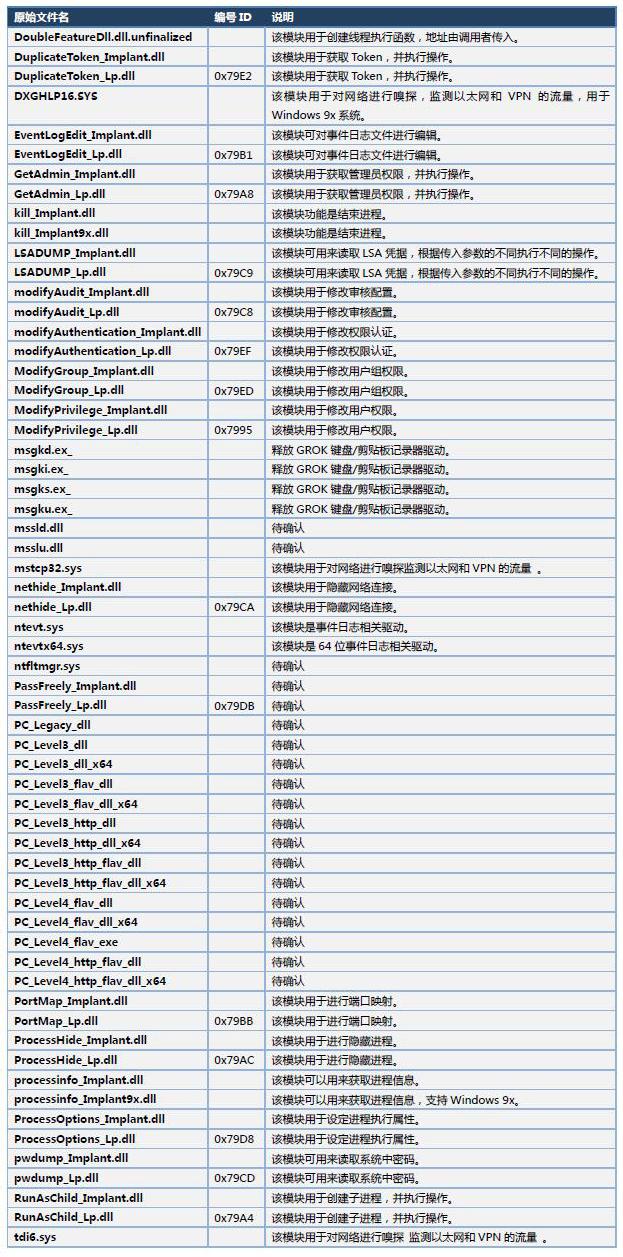 原始文件名 编号 ID 说明
DoubleFeatureDll.dll.unfinalized 该模块用于创建线程执行函数，地址由调用者传入。
DuplicateToken_Implant.dll 该模块用于获取 Token，并执行操作。
DuplicateToken_Lp.dll 0x79E2 该模块用于获取 Token，并执行操作。
DXGHLP16.SYS 该模块用于对网络进行嗅探，监测以太网和 VPN 的流量，用于
Windows 9x 系统。
EventLogEdit_Implant.dll 该模块可对事件日志文件进行编辑。
EventLogEdit_Lp.dll 0x79B1 该模块可对事件日志文件进行编辑。
GetAdmin_Implant.dll 该模块用于获取管理员权限，并执行操作。
GetAdmin_Lp.dll 0x79A8 该模块用于获取管理员权限，并执行操作。
kill_Implant.dll 该模块功能是结束进程。
kill_Implant9x.dll 该模块功能是结束进程。
LSADUMP_Implant.dll 该模块可用来读取 LSA 凭据，根据传入参数的不同执行不同的操作。
LSADUMP_Lp.dll 0x79C9 该模块可用来读取 LSA 凭据，根据传入参数的不同执行不同的操作。
modifyAudit_Implant.dll 该模块用于修改审核配置。
modifyAudit_Lp.dll 0x79C8 该模块用于修改审核配置。
modifyAuthentication_Implant.dll 该模块用于修改权限认证。
modifyAuthentication_Lp.dll 0x79EF 该模块用于修改权限认证。
ModifyGroup_Implant.dll 该模块用于修改用户组权限。
ModifyGroup_Lp.dll 0x79ED 该模块用于修改用户组权限。
ModifyPrivilege_Implant.dll 该模块用于修改用户权限。
ModifyPrivilege_Lp.dll 0x7995 该模块用于修改用户权限。
msgkd.ex_ 释放 GROK 键盘/剪贴板记录器驱动。
msgki.ex_ 释放 GROK 键盘/剪贴板记录器驱动。
msgks.ex_ 释放 GROK 键盘/剪贴板记录器驱动。
msgku.ex_ 释放 GROK 键盘/剪贴板记录器驱动。
mssld.dll 待确认
msslu.dll 待确认
mstcp32.sys 该模块用于对网络进行嗅探监测以太网和 VPN 的流量 。
nethide_Implant.dll 该模块用于隐藏网络连接。
nethide_Lp.dll 0x79CA 该模块用于隐藏网络连接。
ntevt.sys 该模块是事件日志相关驱动。
ntevtx64.sys 该模块是 64 位事件日志相关驱动。
ntfltmgr.sys 待确认
PassFreely_Implant.dll 待确认
PassFreely_Lp.dll 0x79DB 待确认
PC_Legacy_dll 待确认
PC_Level3_dll 待确认
PC_Level3_dll_x64 待确认
PC_Level3_flav_dll 待确认
PC_Level3_flav_dll_x64 待确认
PC_Level3_http_dll 待确认
PC_Level3_http_dll_x64 待确认
PC_Level3_http_flav_dll 待确认
PC_Level3_http_flav_dll_x64 待确认
PC_Level4_flav_dll 待确认
PC_Level4_flav_dll_x64 待确认
PC_Level4_flav_exe 待确认
PC_Level4_http_flav_dll 待确认
PC_Level4_http_flav_dll_x64 待确认
PortMap_Implant.dll 该模块用于进行端口映射。
PortMap_Lp.dll 0x79BB 该模块用于进行端口映射。
ProcessHide_Implant.dll 该模块用于进行隐藏进程。
ProcessHide_Lp.dll 0x79AC 该模块用于进行隐藏进程。
processinfo_Implant.dll 该模块可以用来获取进程信息。
processinfo_Implant9x.dll 该模块可以用来获取进程信息，支持 Windows 9x。
ProcessOptions_Implant.dll 该模块用于设定进程执行属性。
ProcessOptions_Lp.dll 0x79D8 该模块用于设定进程执行属性。
pwdump_Implant.dll 该模块可用来读取系统中密码。
pwdump_Lp.dll 0x79CD 该模块可用来读取系统中密码。
RunAsChild_Implant.dll 该模块用于创建子进程，并执行操作。
RunAsChild_Lp.dll 0x79A4 该模块用于创建子进程，并执行操作。
tdi6.sys 该模块用于对网络进行嗅探 监测以太网和 VPN 的流量 。